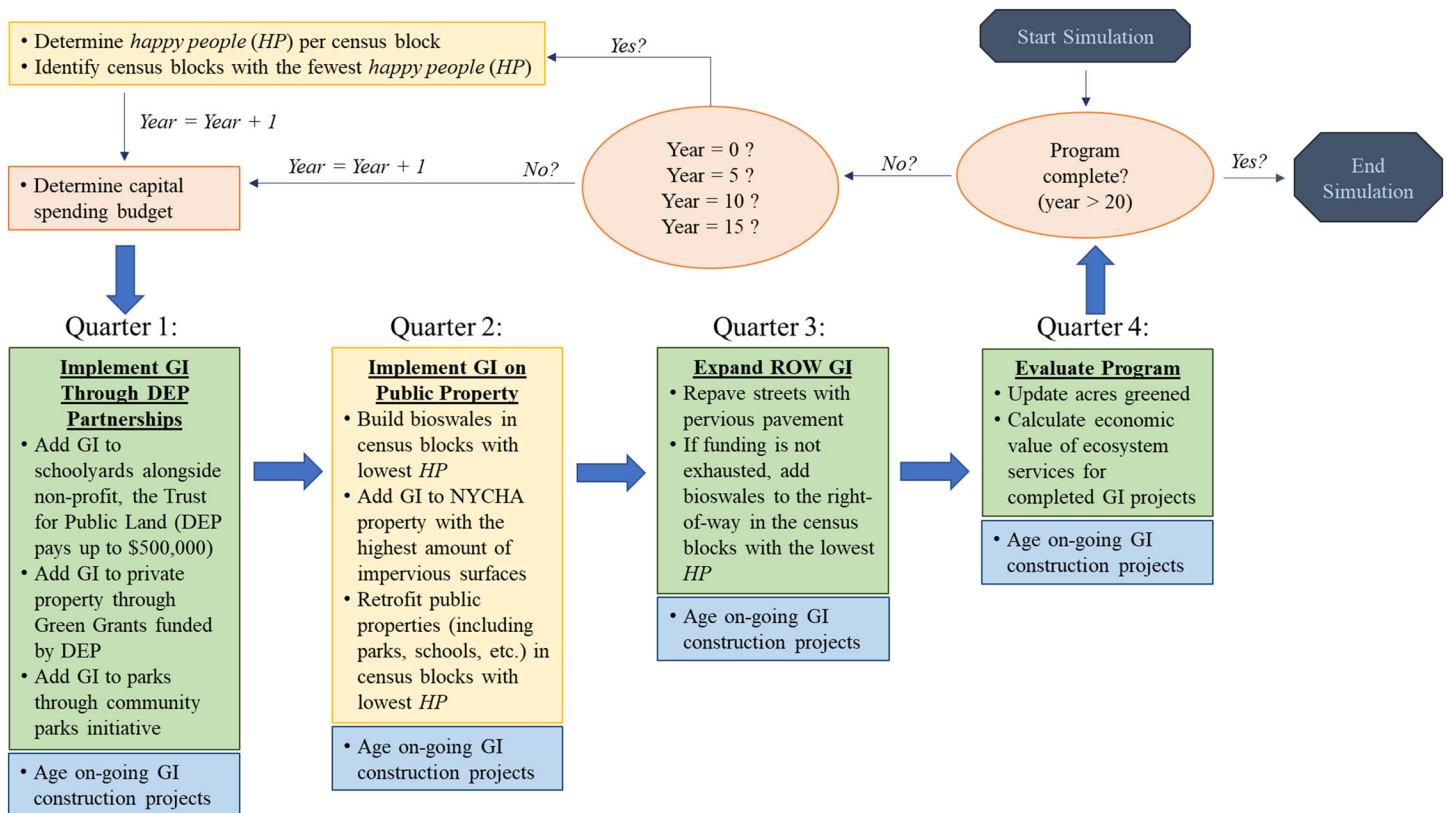 • Determine happy people (HP) per census block
• Identify census blocks with the fewest happy people (HP)
Yes?
Start Simulation
Year = Year + 1
• Determine capital
spending budget
Year = Year + 1
No?
Year = 0 ?
Year = 5 ?
Year = 10 ?
Year = 15 ?
No?
Program
complete?
(year > 20)
Yes?
End
Simulation
Quarter 1:
Implement GI
Through DEP
Partnerships
• Add GI to
schoolyards alongside
non-profit, the Trust
for Public Land (DEP
pays up to $500,000)
• Add GI to private
property through
Green Grants funded
by DEP
• Add GI to parks
through community
parks initiative
• Age on-going GI
construction projects
Quarter 2:
Implement GI on
Public Property
• Build bioswales in
census blocks with
lowest HP
• Add GI to NYCHA
property with the
highest amount of
impervious surfaces
• Retrofit public
properties (including
parks, schools, etc.) in
census blocks with
lowest HP
• Age on-going GI
construction projects
Quarter 3:
Expand ROW GI
• Repave streets with
pervious pavement
• If funding is not
exhausted, add
bioswales to the right-
of-way in the census
blocks with the lowest
HP
• Age on-going GI
construction projects
Quarter 4:
Evaluate Program
• Update acres greened
• Calculate economic
value of ecosystem
services for
completed GI projects
• Age on-going GI
construction projects